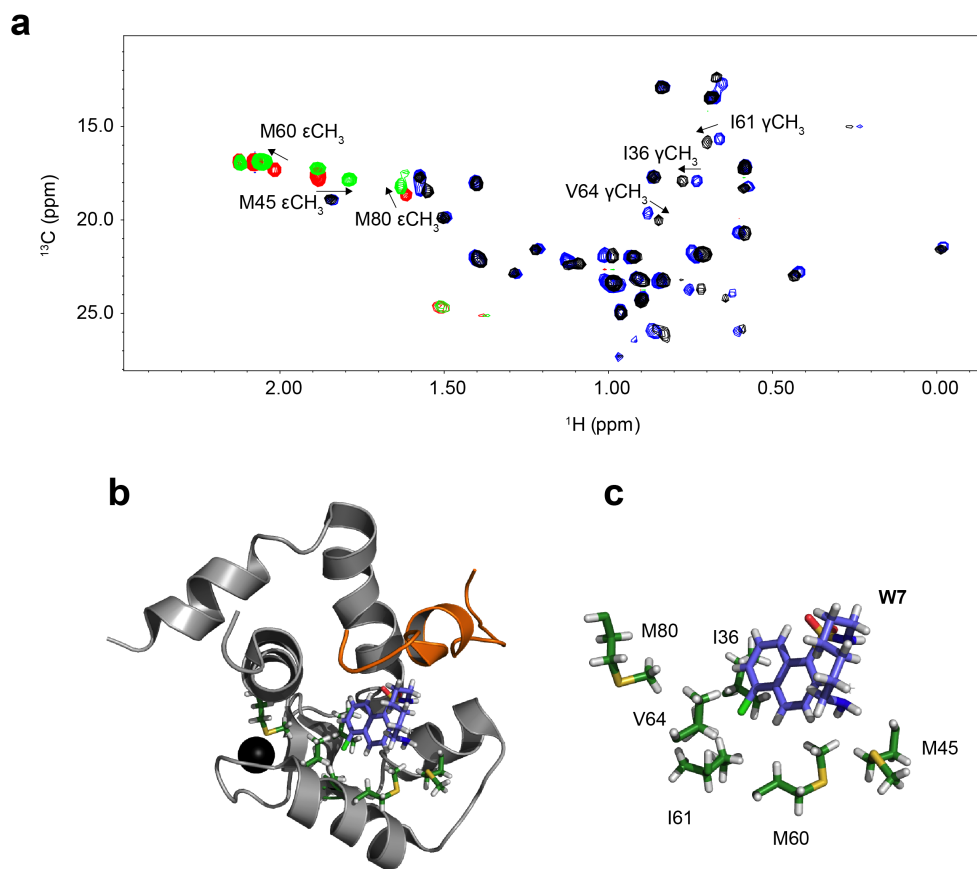 a
15.0
20.0
25.0
¹³C (ppm)
M60 εCH₃
M45 εCH₃
M80 εCH₃
I61 γCH₃
I36 γCH₃
V64 γCH₃
2.00
1.50
1.00
0.50
-0.00
¹H (ppm)
b
c
W7
M80
I36
V64
M45
I61
M60